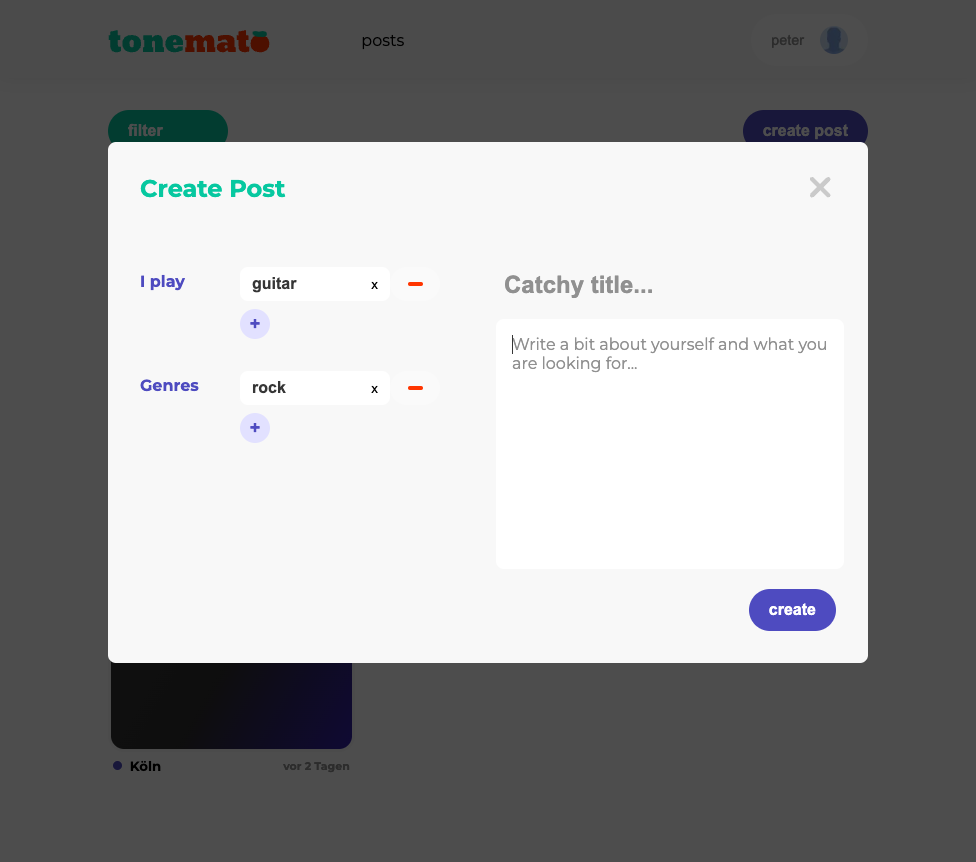 tonemato
posts
peter
filter
create post
Create Post
I play
guitar
x
Catchy title...
Write a bit about yourself and what you
are looking for...
+
Genres
rock
x
+
create
Köln
vor 2 Tagen